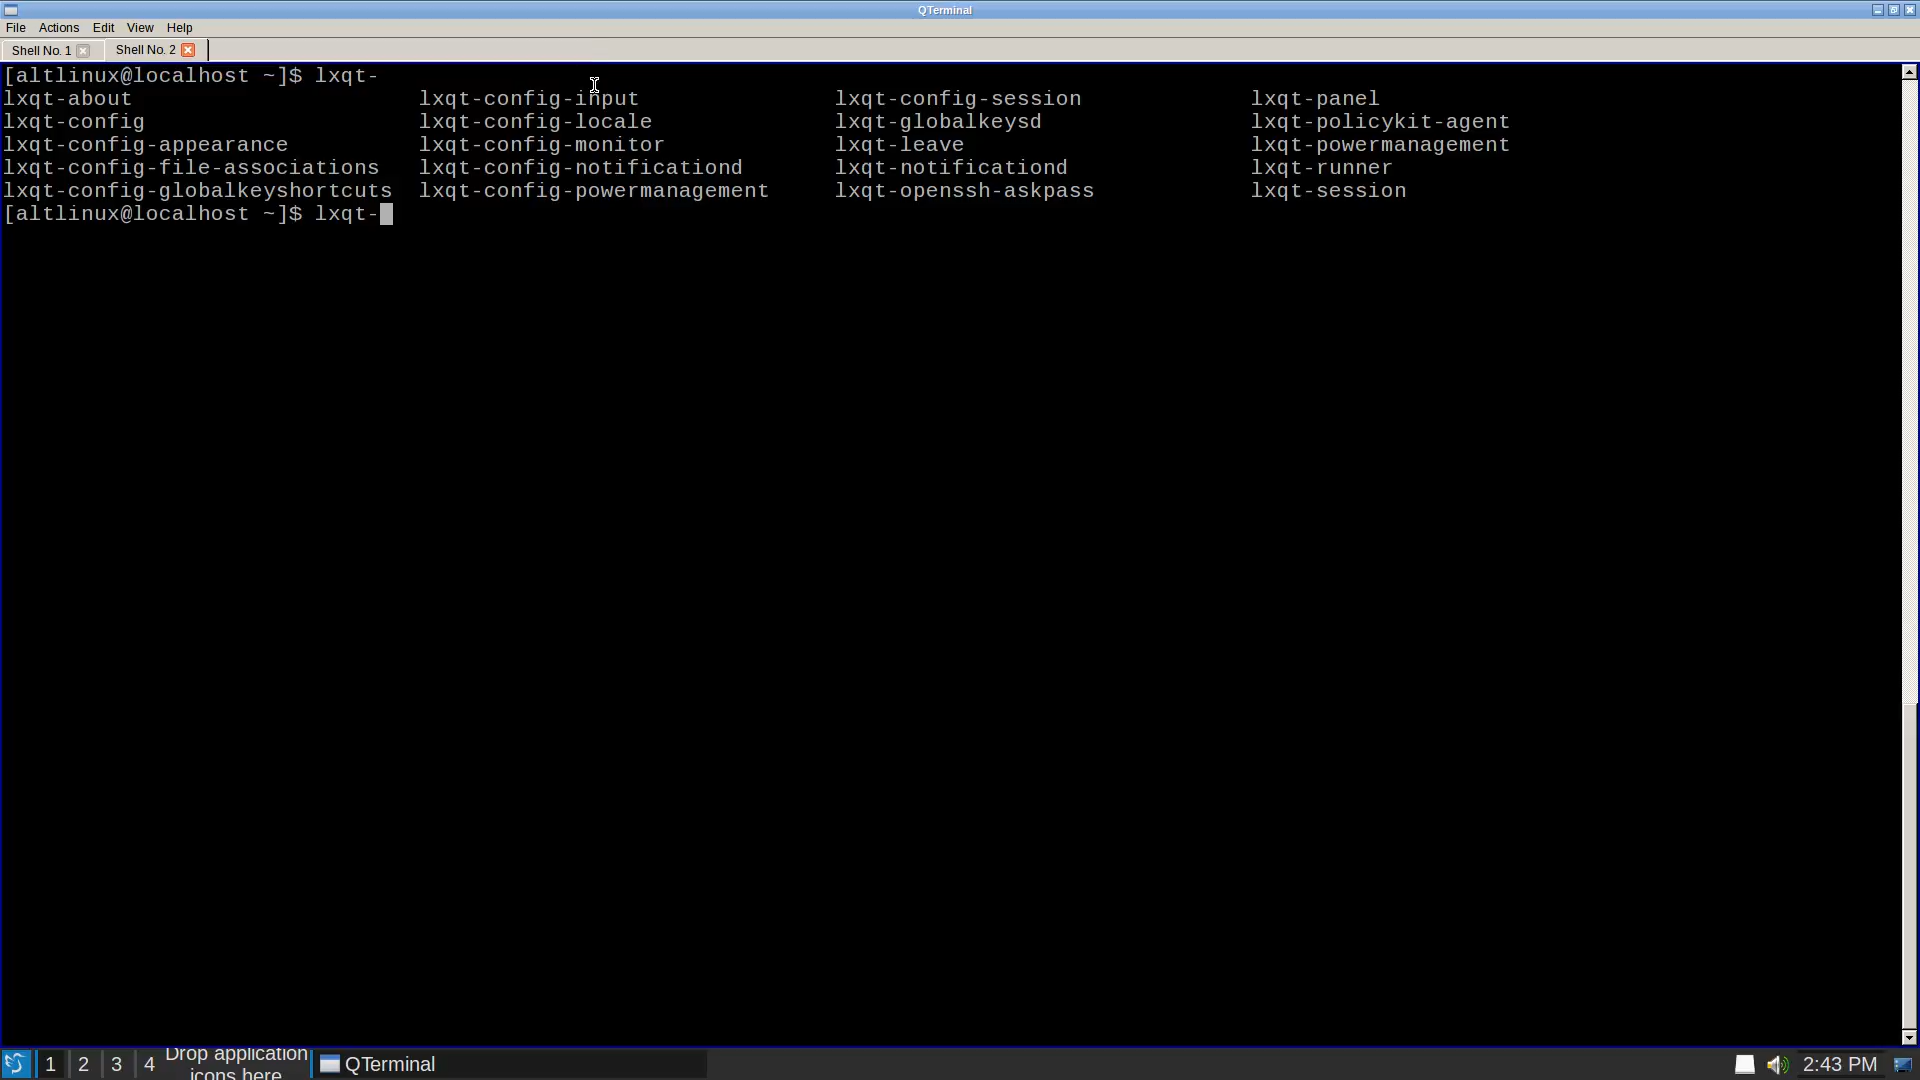 QTerminal
File Actions Edit View Help
Shell No. 1 Shell No. 2
[altlinux@localhost ~]$ lxqt-
lxqt-about lxqt-config-input lxqt-config-session lxqt-panel
lxqt-config lxqt-config-locale lxqt-globalkeysd lxqt-policykit-agent
lxqt-config-appearance lxqt-config-monitor lxqt-leave lxqt-powermanagement
lxqt-config-file-associations lxqt-config-notificationd lxqt-notificationd lxqt-runner
lxqt-config-globalkeyshortcuts lxqt-config-powermanagement lxqt-openssh-askpass lxqt-session
[altlinux@localhost ~]$ lxqt-
1 2 3 4 Drop application
icons here
QTerminal 2:43 PM